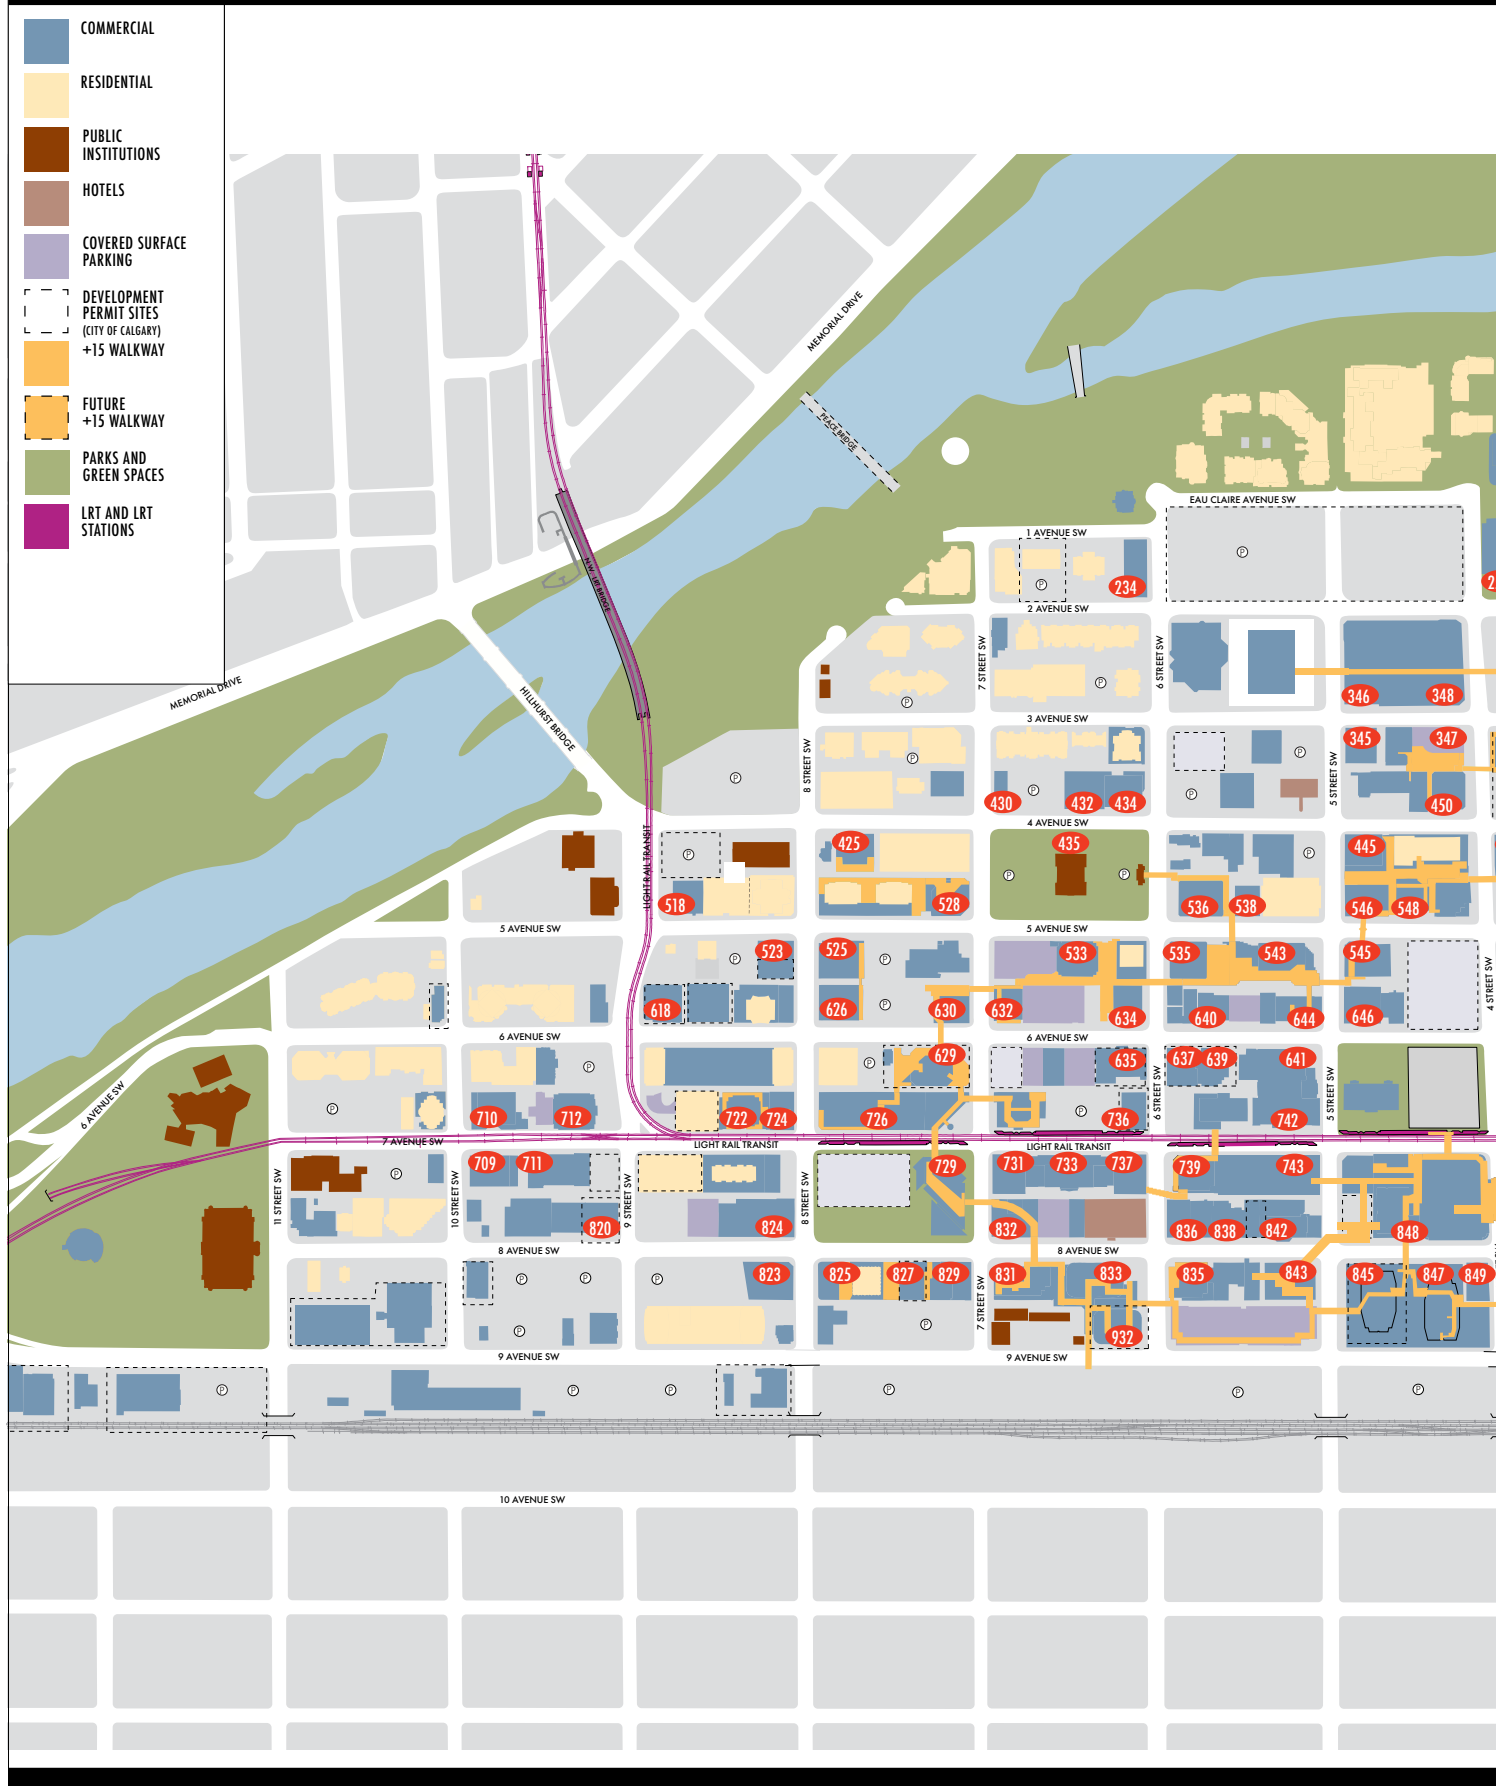 COMMERCIAL
RESIDENTIAL
PUBLIC
INSTITUTIONS
HOTELS
COVERED SURFACE
PARKING
DEVELOPMENT
PERMIT SITES
(CITY OF CALGARY)
+15 WALKWAY
FUTURE
+15 WALKWAY
PARKS AND
GREEN SPACES
LRT AND LRT
STATIONS
MEMORIAL DRIVE
PEACE BRIDGE
EAU CLAIRE AVENUE SW
1 AVENUE SW
P
P
N.W. LRT BRIDGE
234
2 AVENUE SW
7 STREET SW
6 STREET SW
MEMORIAL DRIVE
HILLHURST BRIDGE
P
P
346
348
3 AVENUE SW
8 STREET SW
5 STREET SW
345
347
P
P
P
P
P
430
432
434
450
4 AVENUE SW
LIGHT RAIL TRANSIT
425
435
445
P
P
P
P
518
528
536
538
546
548
5 AVENUE SW
5 AVENUE SW
523
525
533
535
543
545
P
P
4 STREET SW
618
626
P
630
632
634
640
644
646
6 AVENUE SW
6 AVENUE SW
629
635
637
639
641
P
P
6 AVENUE SW
6 STREET SW
5 STREET SW
P
710
712
722
724
726
P
736
742
7 AVENUE SW
LIGHT RAIL TRANSIT
LIGHT RAIL TRANSIT
709
711
729
731
733
737
739
743
P
11 STREET SW
10 STREET SW
9 STREET SW
8 STREET SW
820
824
832
836
838
842
848
8 AVENUE SW
8 AVENUE SW
823
825
827
829
831
833
835
843
845
847
849
P
P
P
7 STREET SW
P
P
932
9 AVENUE SW
9 AVENUE SW
P
P
P
P
P
P
10 AVENUE SW